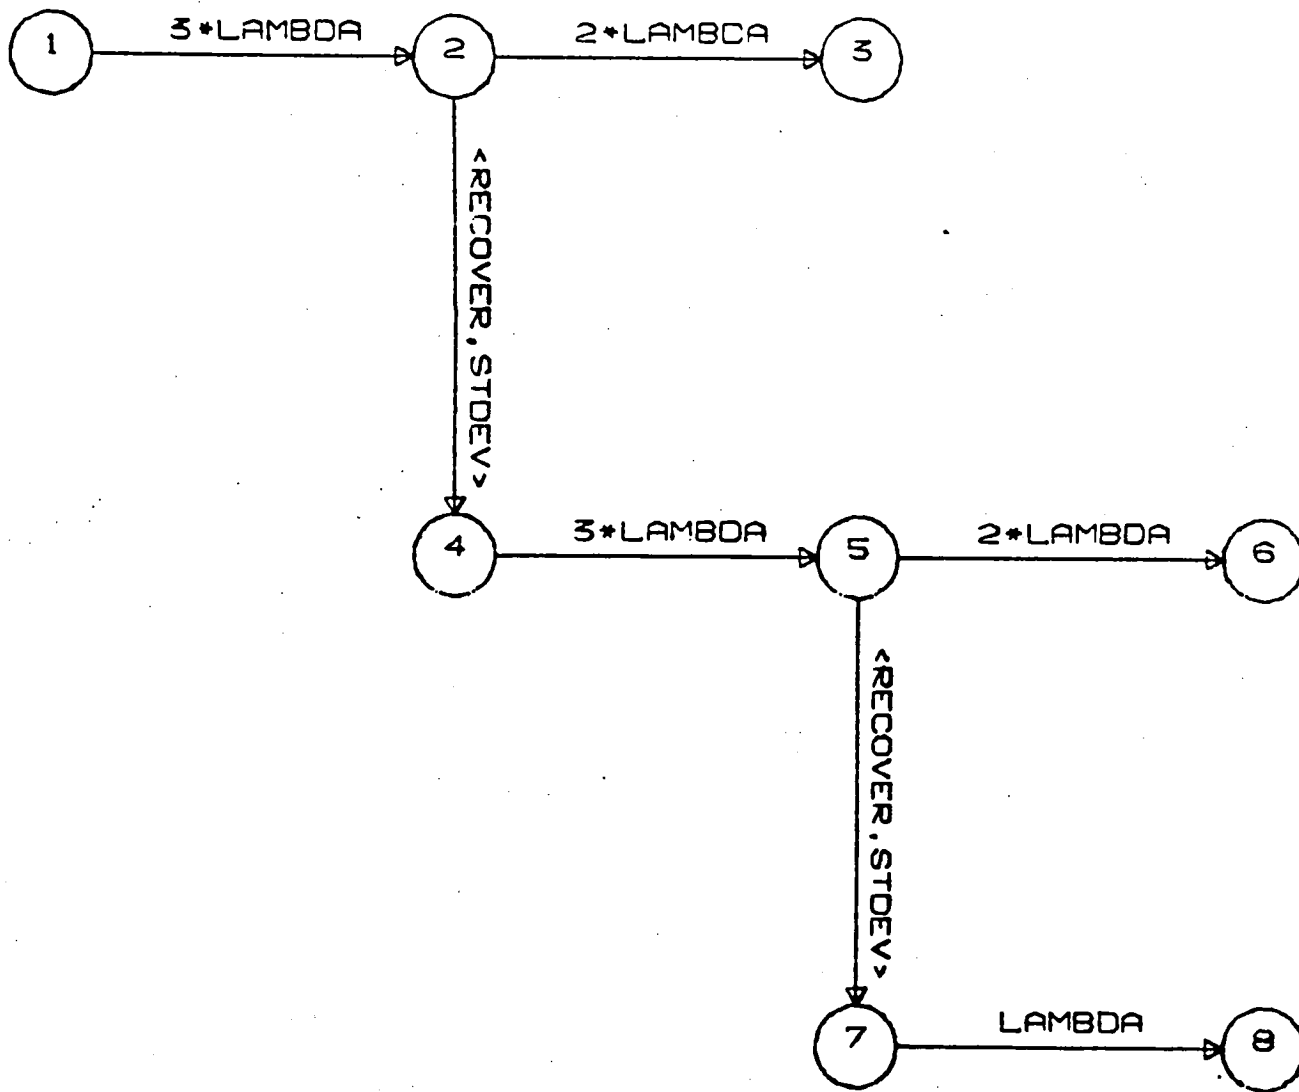 1 3*LAMBDA 2 2*LAMBCA 3
<RECOVER,STDEV>
4 3*LAMBDA 5 2*LAMBDA 6
<RECOVER,STDEV>
7 LAMBDA 8